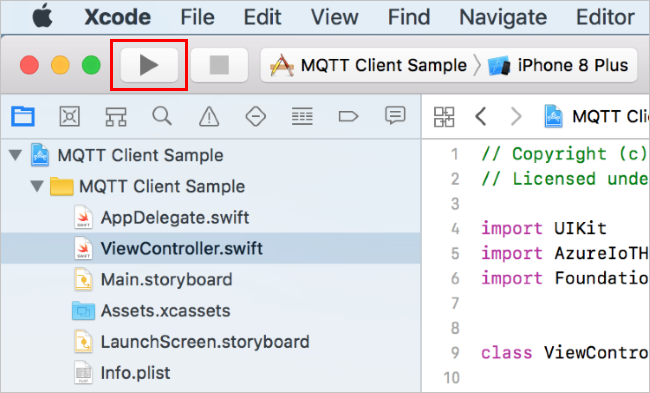 Xcode File Edit View Find Navigate Editor
MQTT Client Sample iPhone 8 Plus
MQTT Cli
MQTT Client Sample
MQTT Client Sample
AppDelegate.swift
ViewController.swift
Main.storyboard
Assets.xcassets
LaunchScreen.storyboard
Info.plist
1 // Copyright (c)
2 // Licensed unde
3
4 import UIKit
5 import AzureIoTH
6 import Foundatio
7
8
9 class ViewContro
10